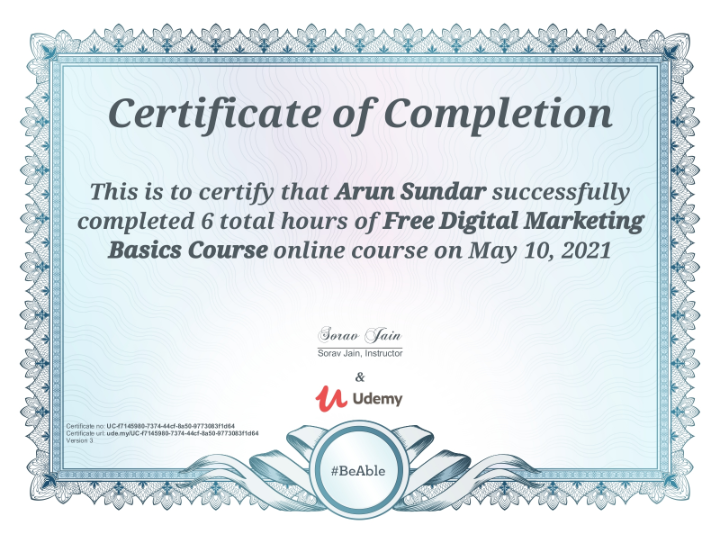 Certificate of Completion
This is to certify that Arun Sundar successfully
completed 6 total hours of Free Digital Marketing
Basics Course online course on May 10, 2021
Sorav Jain
Sorav Jain, Instructor
&
Udemy
Certificate no: UC-f7145980-7374-44cf-8a50-9773083f1d64
Certificate url: ude.my/UC-f7145980-7374-44cf-8a50-9773083f1d64
Version 3
#BeAble